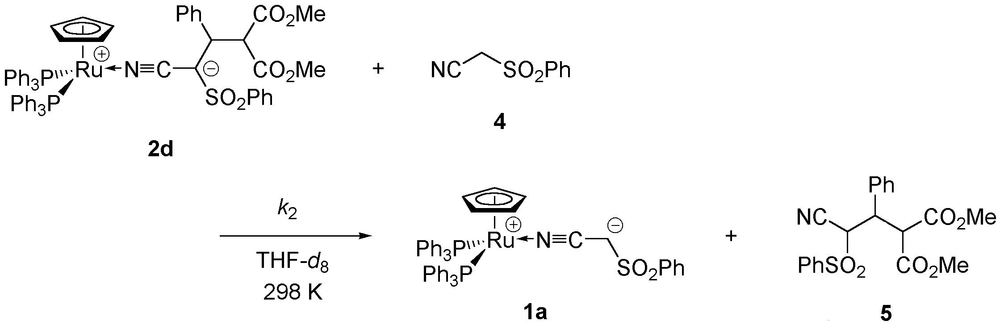 Ph CO2Me
Ru ⊕ ←N≡C C ⊖ CO2Me
Ph3P
Ph3P
SO2Ph
2d
+
NC SO2Ph
4
k2
THF-d8
298 K
Ru ⊕ ←N≡C ⊖
Ph3P
Ph3P
SO2Ph
1a
+
Ph
NC CO2Me
PhSO2 CO2Me
5